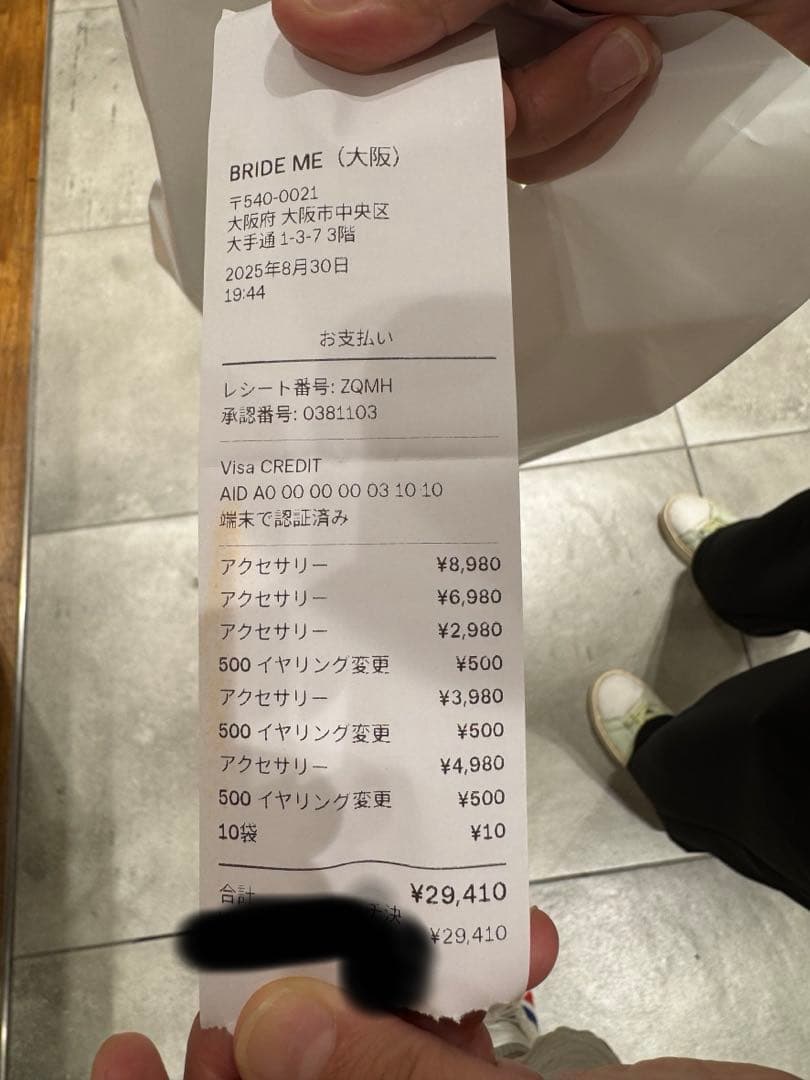 BRIDE ME（大阪）
〒540-0021
大阪府 大阪市中央区
大手通 1-3-7 3階
2025年8月30日
19:44
お支払い
レシート番号: ZQMH
承認番号: 0381103
Visa CREDIT
AID A0 00 00 00 03 10 10
端末で認証済み
アクセサリー ¥8,980
アクセサリー ¥6,980
アクセサリー ¥2,980
500 イヤリング変更 ¥500
アクセサリー ¥3,980
500 イヤリング変更 ¥500
アクセサリー ¥4,980
500 イヤリング変更 ¥500
10袋 ¥10
合計 ¥29,410
決
¥29,410